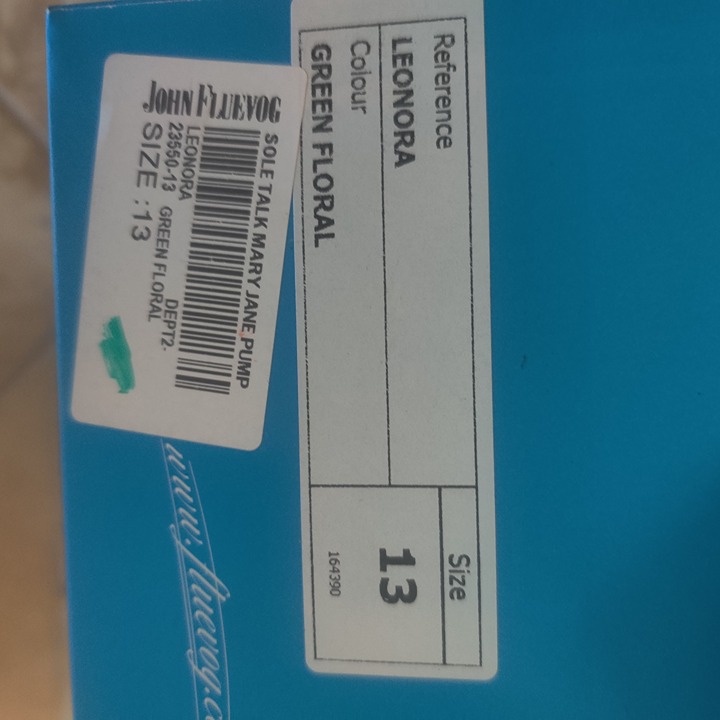 JOHN FLUEVOG
SOLE TALK MARY JANE PUMP
LEONORA DEPT2-
23550-13 GREEN FLORAL
SIZE :13
Reference
LEONORA
Colour
GREEN FLORAL
Size
13
164390
www.fluevog.c